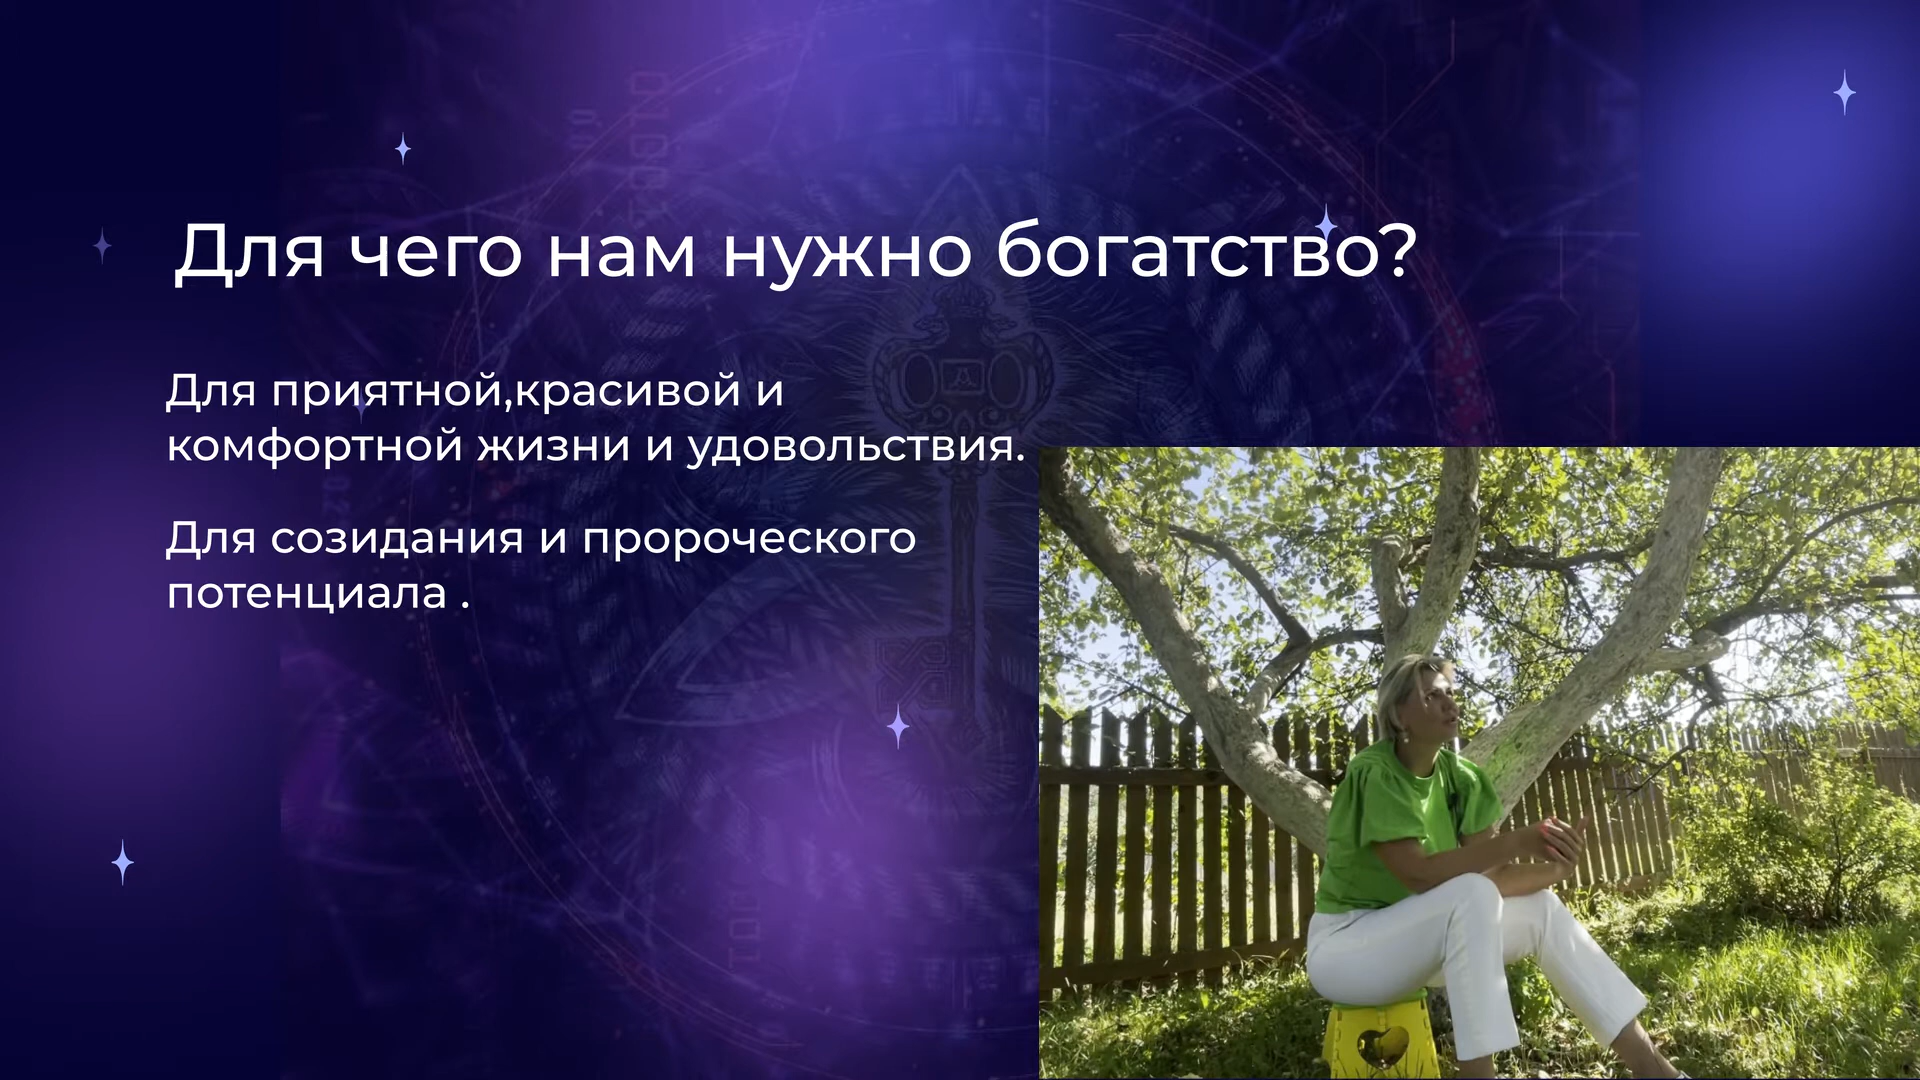 Для чего нам нужно богатство?
Для приятной,красивой и
комфортной жизни и удовольствия.
Для созидания и пророческого
потенциала .